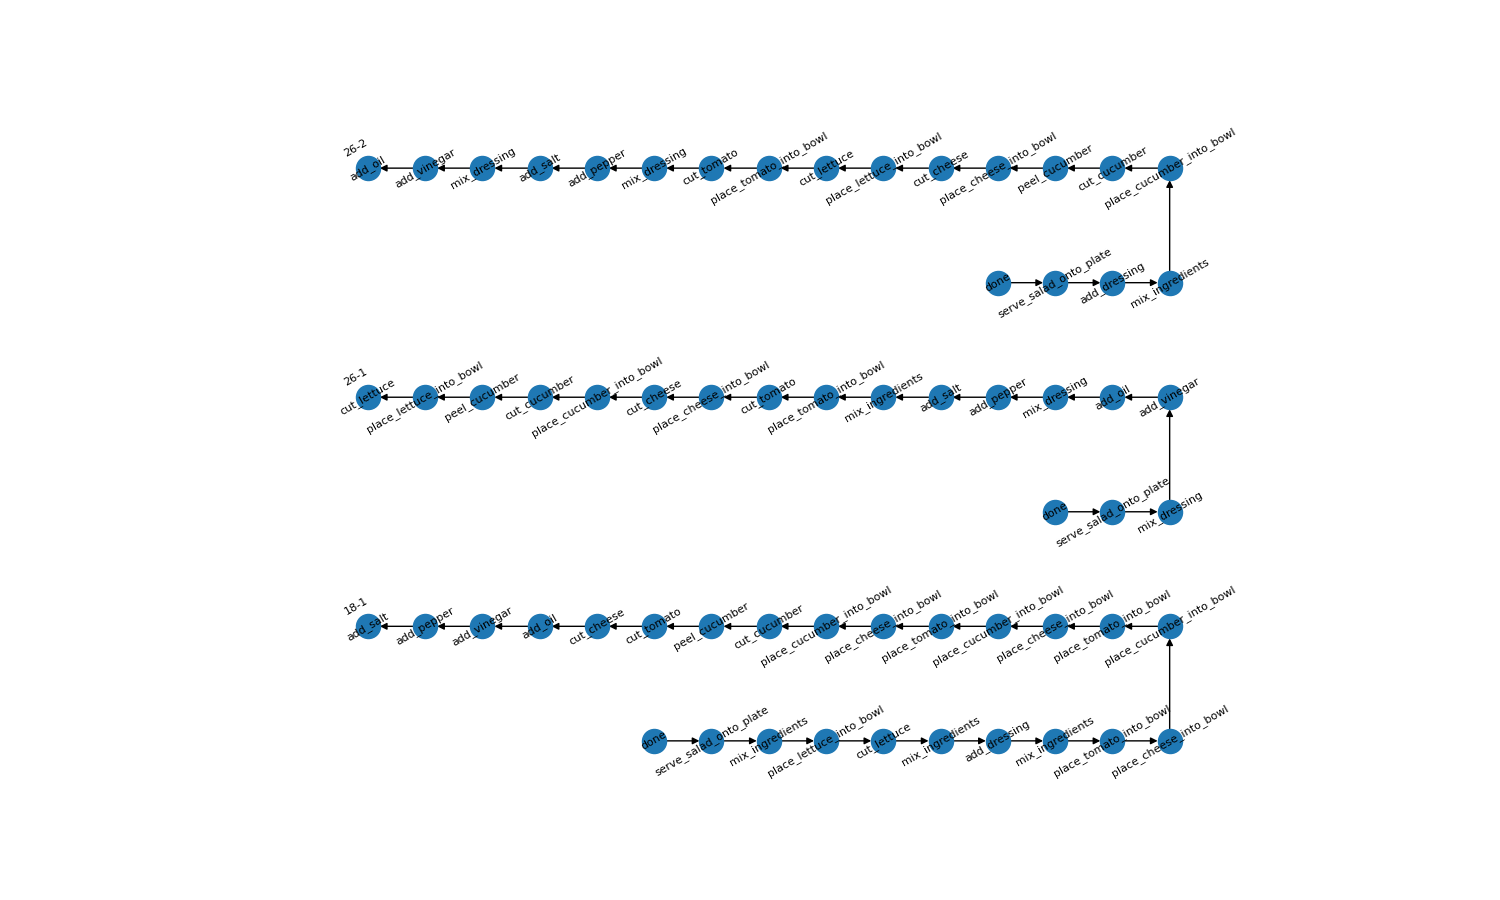 26-2
add_oil
add_vinegar
mix_dressing
add_salt
add_pepper
mix_dressing
cut_tomato
place_tomato_into_bowl
cut_lettuce
place_lettuce_into_bowl
cut_cheese
place_cheese_into_bowl
peel_cucumber
cut_cucumber
place_cucumber_into_bowl
done
serve_salad_onto_plate
add_dressing
mix_ingredients
26-1
cut_lettuce
place_lettuce_into_bowl
peel_cucumber
cut_cucumber
place_cucumber_into_bowl
cut_cheese
place_cheese_into_bowl
cut_tomato
place_tomato_into_bowl
mix_ingredients
add_salt
add_pepper
mix_dressing
add_oil
add_vinegar
done
serve_salad_onto_plate
mix_dressing
18-1
add_salt
add_pepper
add_vinegar
add_oil
cut_cheese
cut_tomato
peel_cucumber
cut_cucumber
place_cucumber_into_bowl
place_cheese_into_bowl
place_tomato_into_bowl
place_cucumber_into_bowl
place_cheese_into_bowl
place_tomato_into_bowl
place_cucumber_into_bowl
done
serve_salad_onto_plate
mix_ingredients
place_lettuce_into_bowl
cut_lettuce
mix_ingredients
add_dressing
mix_ingredients
place_tomato_into_bowl
place_cheese_into_bowl